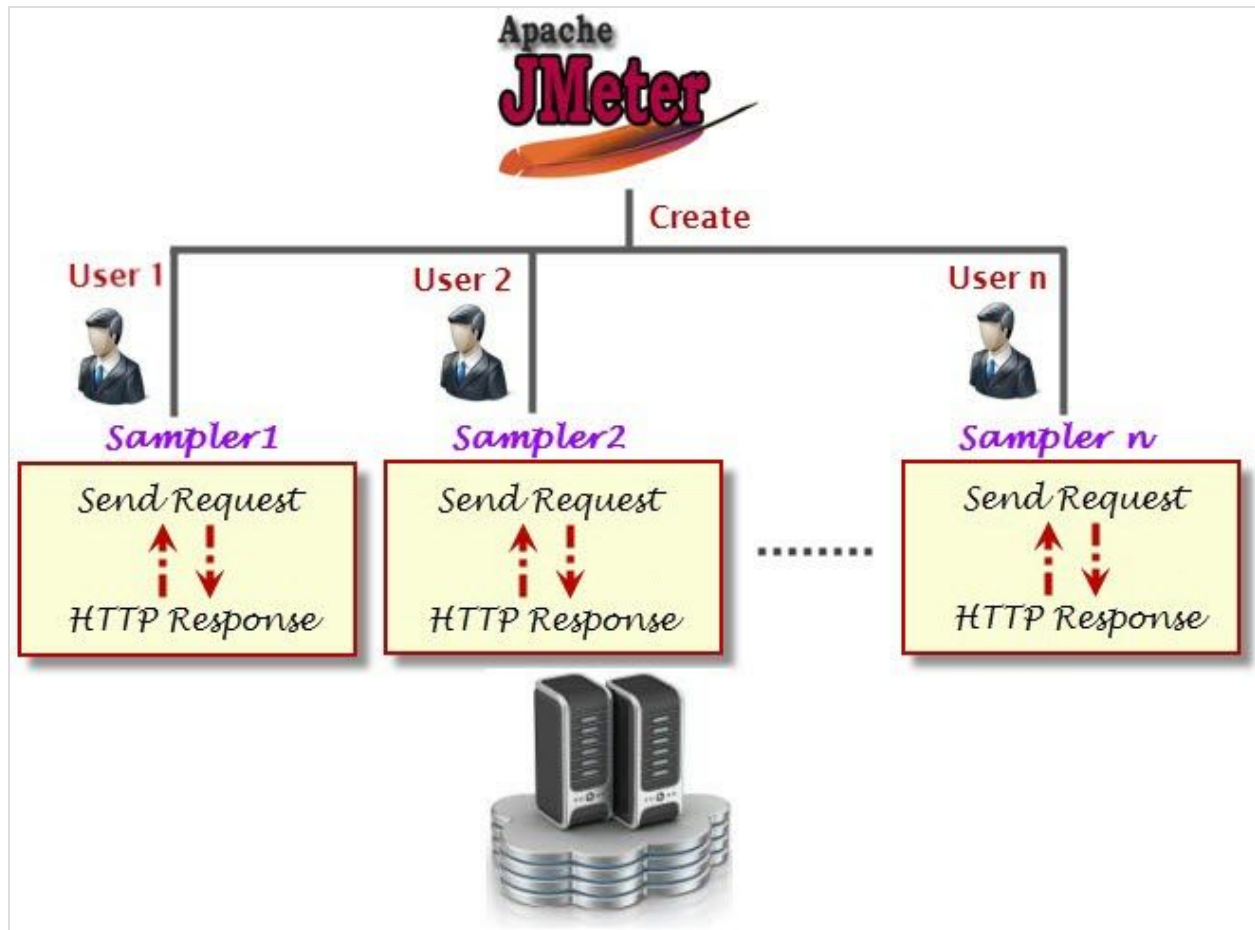 Apache
JMeter
Create
User 1
User 2
User n
Sampler1
Sampler2
Sampler n
Send Request
HTTP Response
Send Request
HTTP Response
Send Request
HTTP Response